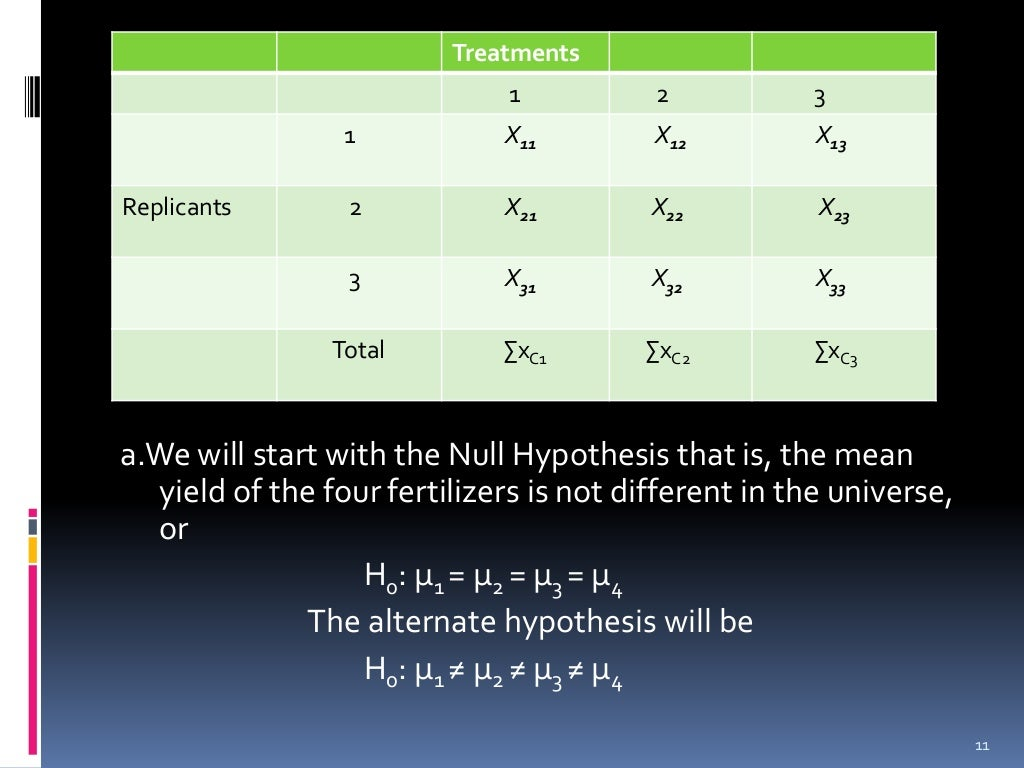 Treatments
1 2 3
1 X11 X12 X13
Replicants 2 X21 X22 X23
3 X31 X32 X33
Total ∑xC1 ∑xC2 ∑xC3
a.We will start with the Null Hypothesis that is, the mean
yield of the four fertilizers is not different in the universe,
or
H0: µ1 = µ2 = µ3 = µ4
The alternate hypothesis will be
H0: µ1 ≠ µ2 ≠ µ3 ≠ µ4
11